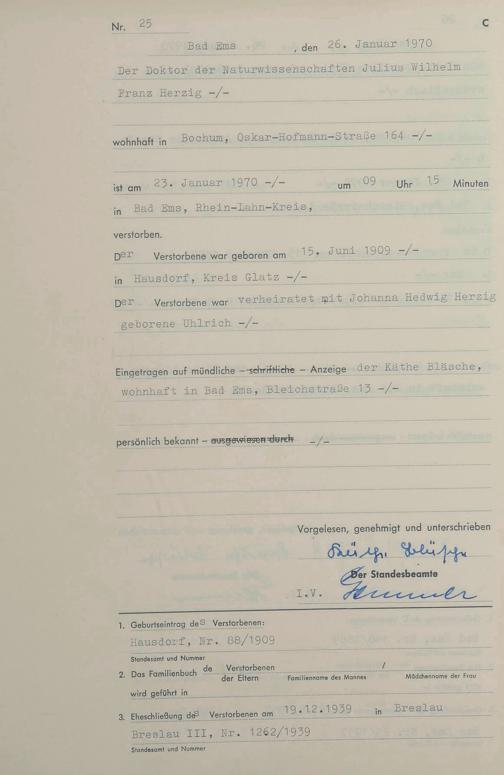 Nr. 25 C
Bad Ems, den 26. Januar 1970
Der Doktor der Naturwissenschaften Julius Wilhelm
Franz Herzig -/-
wohnhaft in Bochum, Oskar-Hofmann-Straße 164 -/-
ist am 23. Januar 1970 -/- um 09 Uhr 15 Minuten
in Bad Ems, Rhein-Lahn-Kreis,
verstorben.
Der Verstorbene war geboren am 15. Juni 1909 -/-
in Hausdorf, Kreis Glatz -/-
Der Verstorbene war verheiratet mit Johanna Hedwig Herzig
geborene Uhlrich -/-
Eingetragen auf mündliche – schriftliche – Anzeige der Käthe Bläsche,
wohnhaft in Bad Ems, Bleichstraße 13 -/-
persönlich bekannt – ausgewiesen durch -/-
Vorgelesen, genehmigt und unterschrieben
Käthe Bläsche
Der Standesbeamte
I.V.
1. Geburtseintrag des Verstorbenen:
Hausdorf, Nr. 88/1909
Standesamt und Nummer
2. Das Familienbuch de Verstorbenen /
der Eltern Familienname des Mannes Mädchenname der Frau
wird geführt in
3. Eheschließung des Verstorbenen am 19.12.1939 in Breslau
Breslau III, Nr. 1262/1939
Standesamt und Nummer